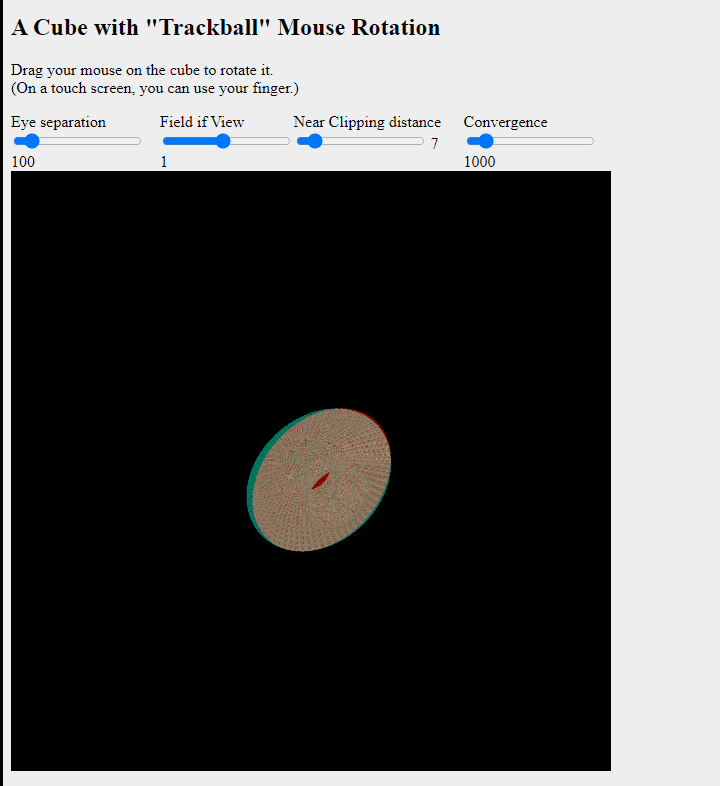 A Cube with "Trackball" Mouse Rotation
Drag your mouse on the cube to rotate it.
(On a touch screen, you can use your finger.)
Eye separation Field if View Near Clipping distance Convergence
7
100 1 1000